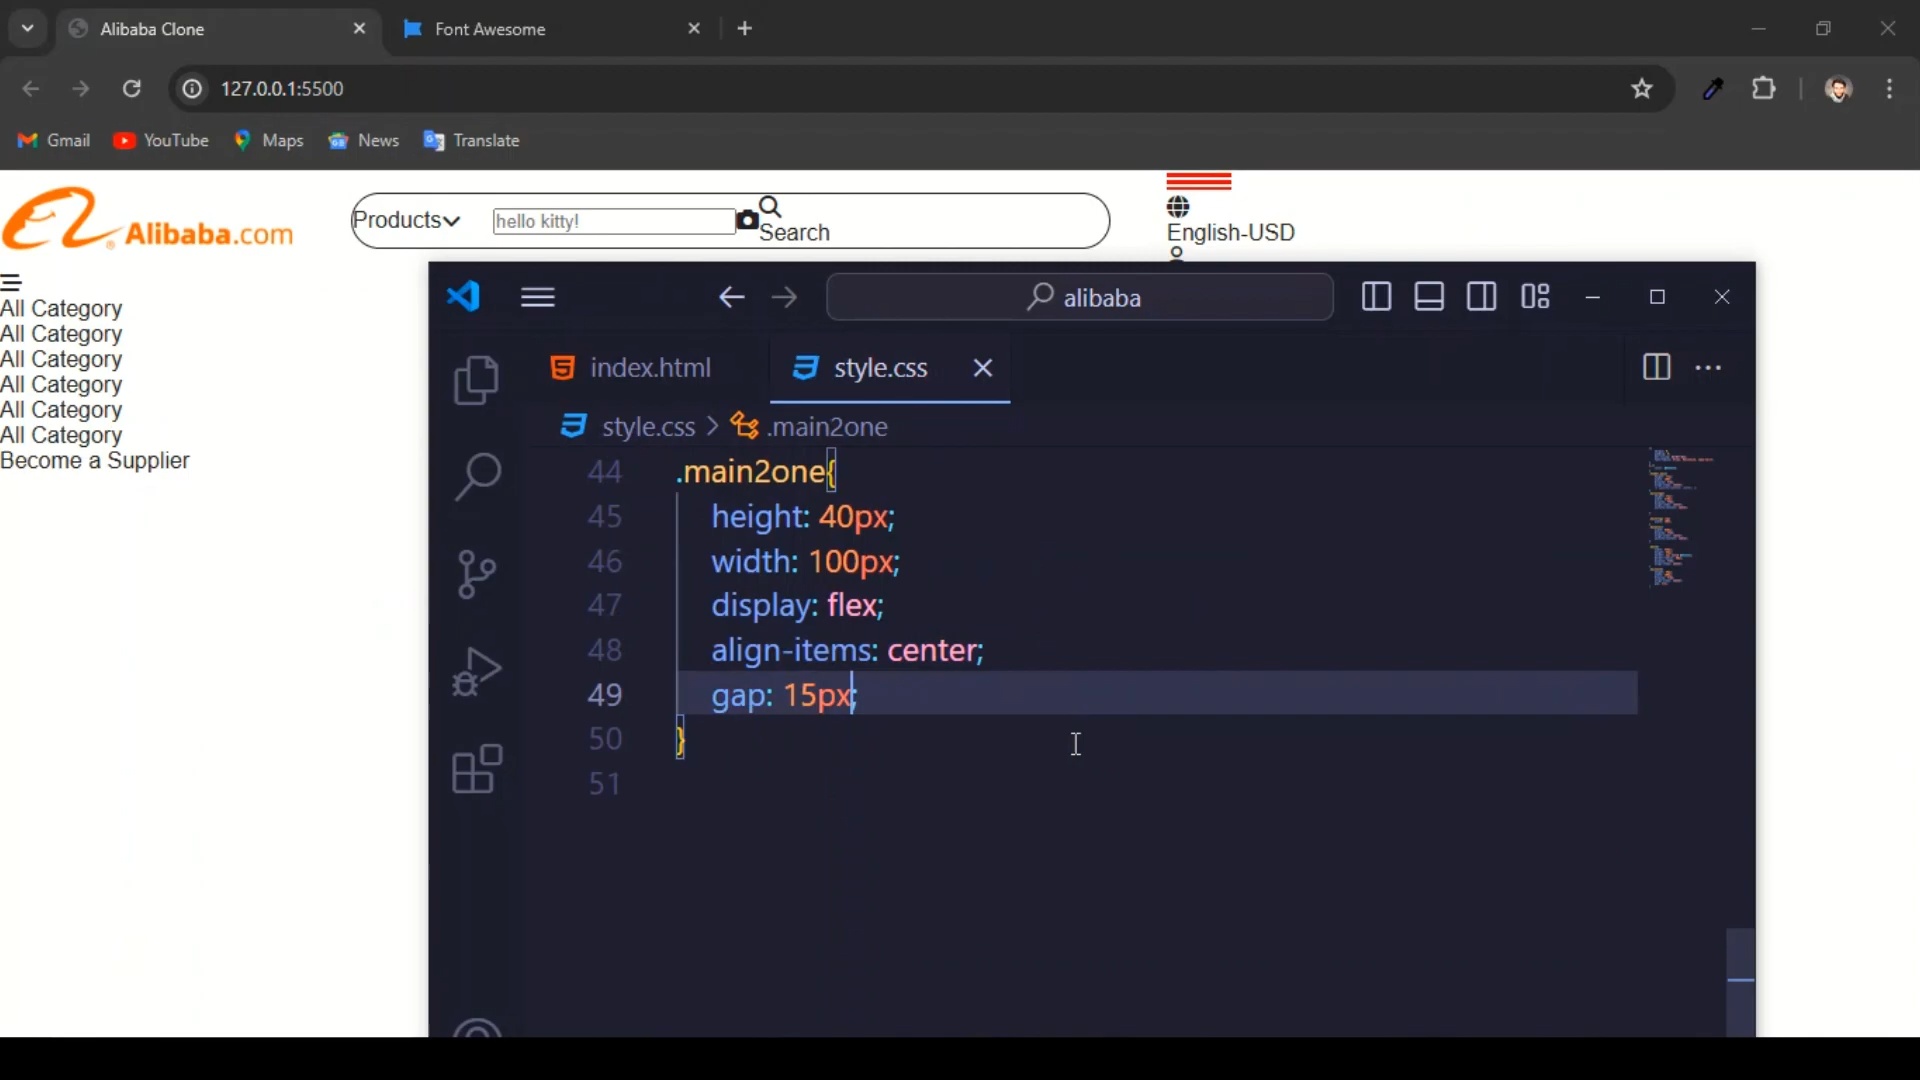 Alibaba Clone
Font Awesome
127.0.0.1:5500
Gmail YouTube Maps News Translate
Alibaba.com
Products hello kitty! Search
English-USD
All Category
All Category
All Category
All Category
All Category
All Category
Become a Supplier
alibaba
index.html style.css
style.css > .main2one
44 .main2one{
45 height: 40px;
46 width: 100px;
47 display: flex;
48 align-items: center;
49 gap: 15px;
50 }
51